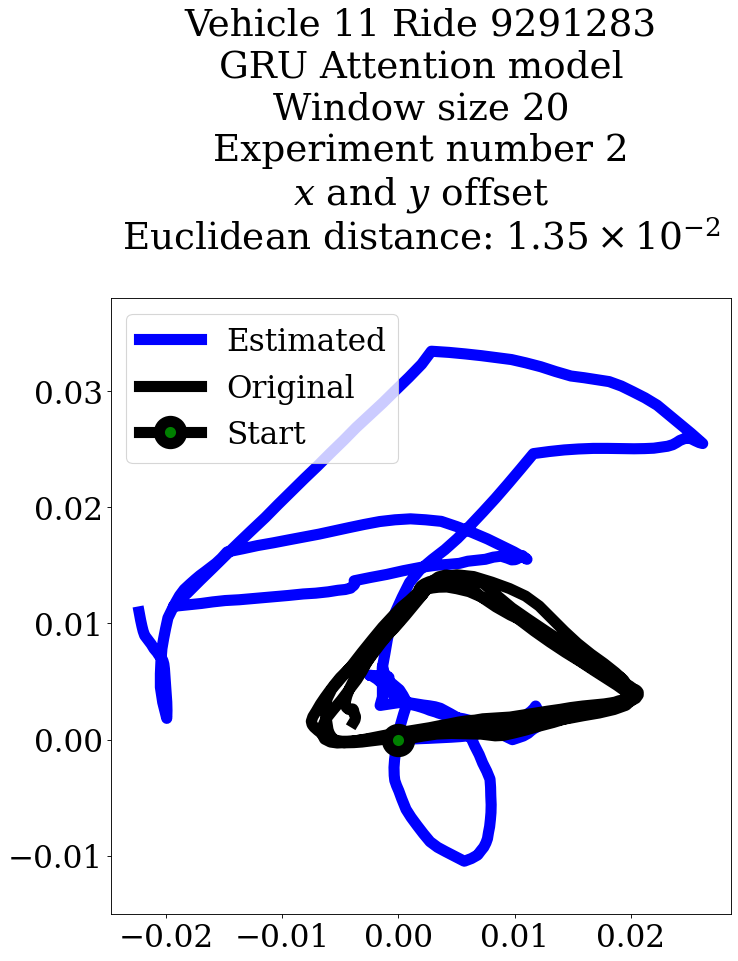 Vehicle 11 Ride 9291283
GRU Attention model
Window size 20
Experiment number 2
x and y offset
Euclidean distance: 1.35 × 10⁻²
Estimated
Original
Start
0.03
0.02
0.01
0.00
−0.01
−0.02
−0.01
0.00
0.01
0.02